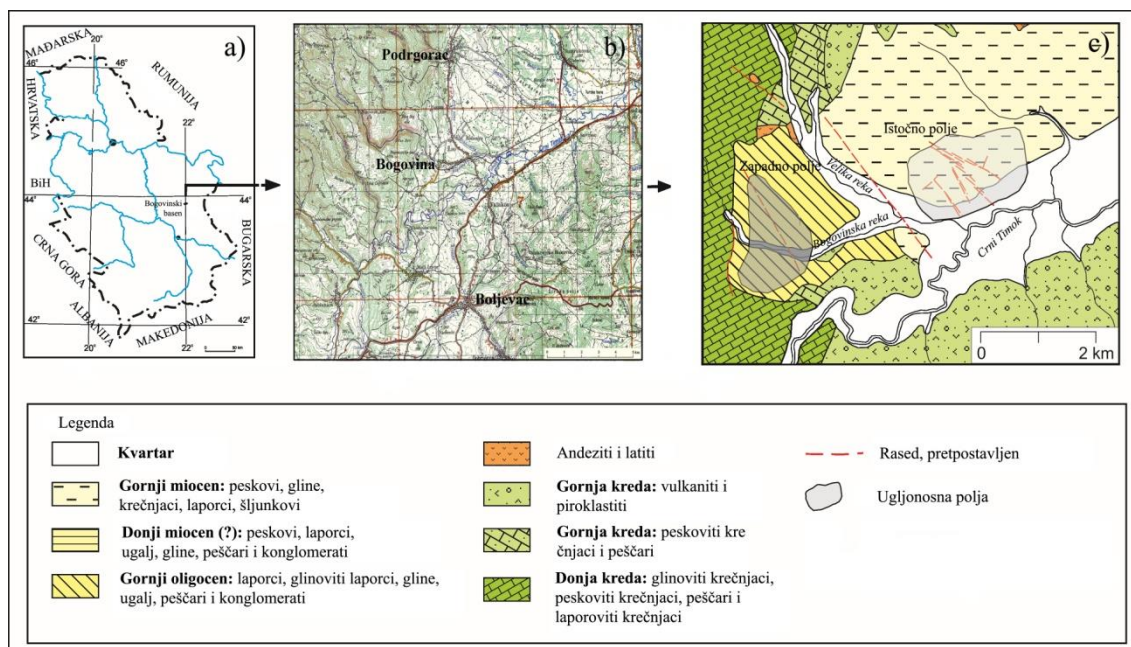 a)
MAĐARSKA
20°
46°
46°
RUMUNIJA
HRVATSKA
22°
BiH
44°
44°
Bogovinski
basen
CRNA GORA
BUGARSKA
42°
42°
ALBANIJA
20°
MAKEDONIJA
22°
b)
Podrgorac
Bogovina
7
Boljevac
c)
Istočno polje
Zapadno polje
Velika reka
Bogovinska reka
Crni Timok
0
2 km
Legenda
Kvartar
Gornji miocen: peskovi, gline,
krečnjaci, laporci, šljunkovi
Donji miocen (?): peskovi, laporci,
ugalj, gline, peščari i konglomerati
Gornji oligocen: laporci, glinoviti laporci, gline,
ugalj, peščari i konglomerati
Andeziti i latiti
Gornja kreda: vulkaniti i
piroklastiti
Gornja kreda: peskoviti kre
čnjaci i peščari
Donja kreda: glinoviti krečnjaci,
peskoviti krečnjaci, peščari i
laporoviti krečnjaci
Rased, pretpostavljen
Ugljonosna polja